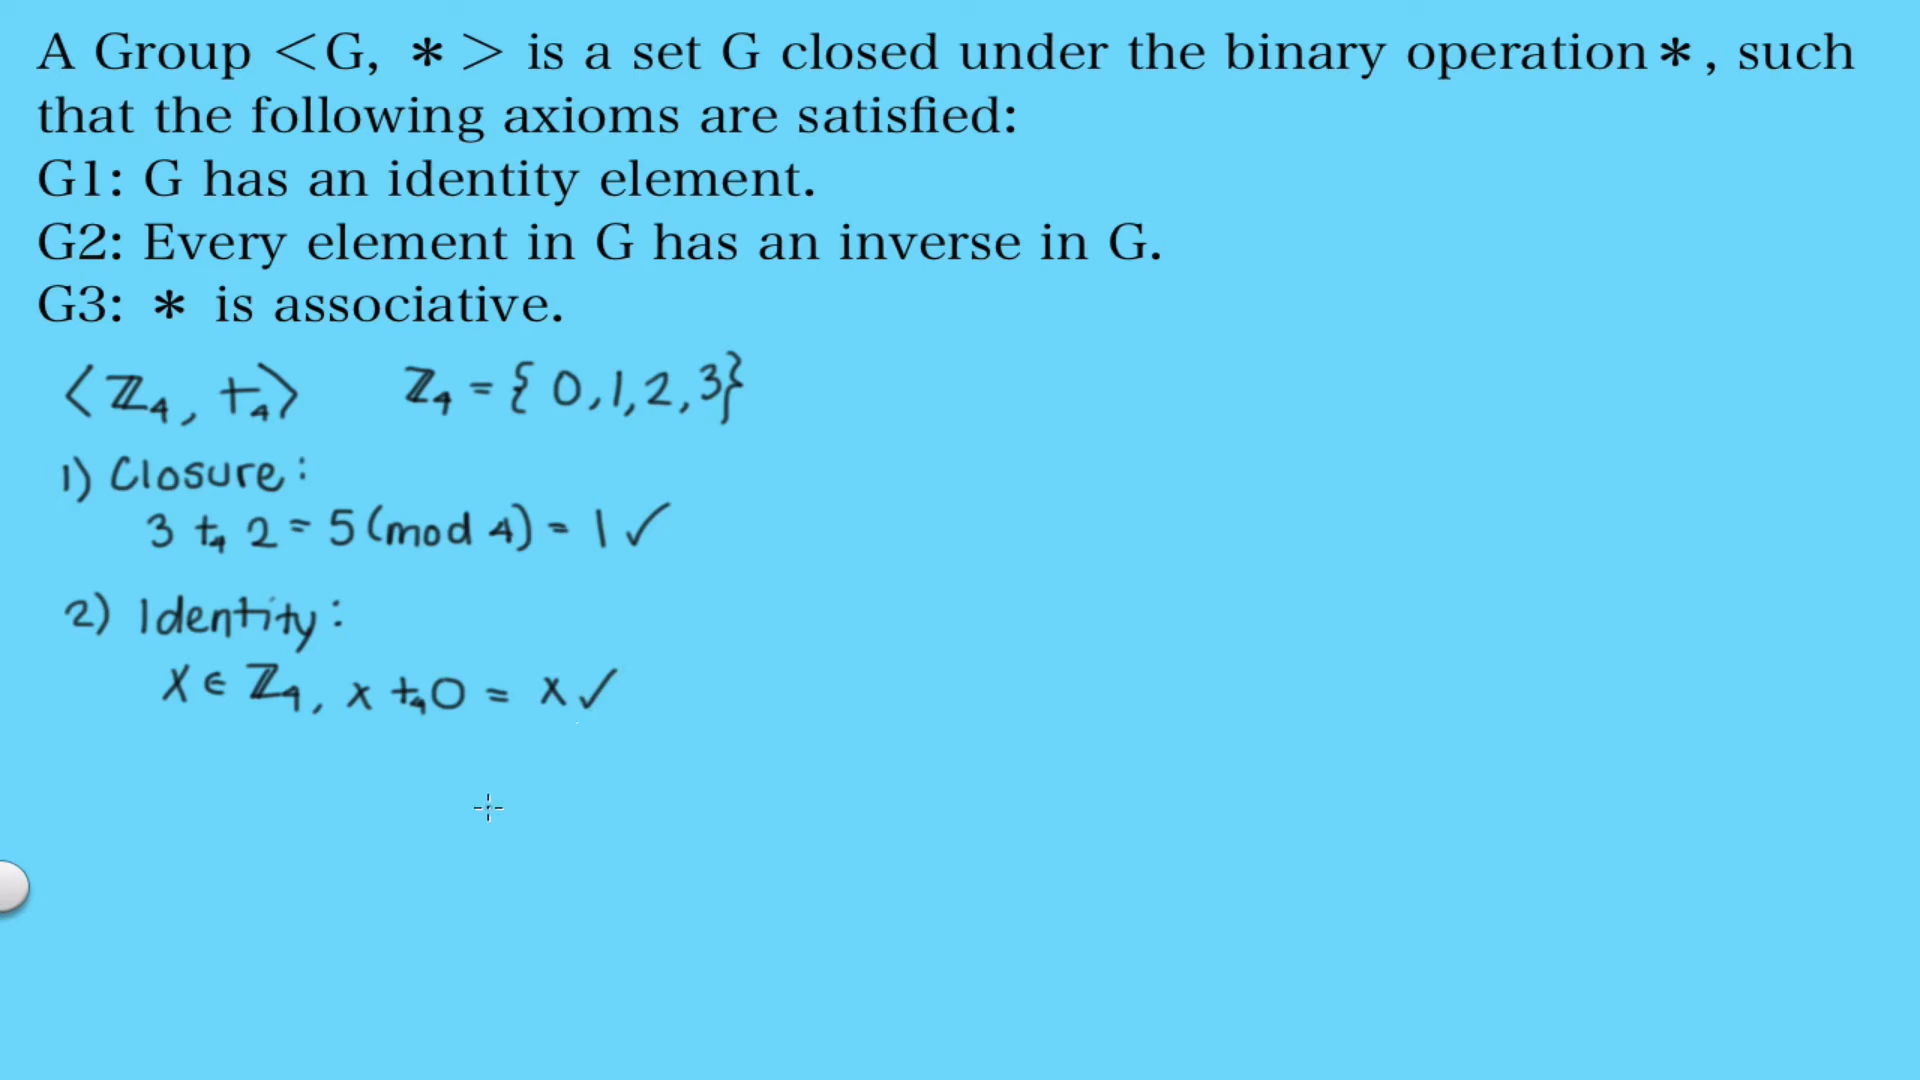 A Group <G, *> is a set G closed under the binary operation *, such
that the following axioms are satisfied:
G1: G has an identity element.
G2: Every element in G has an inverse in G.
G3: * is associative.
⟨ℤ₄, +₄⟩ ℤ₄ = {0,1,2,3}
1) Closure:
3 +₄ 2 = 5 (mod 4) = 1 ✓
2) Identity:
x ∈ ℤ₄, x +₄ 0 = x ✓